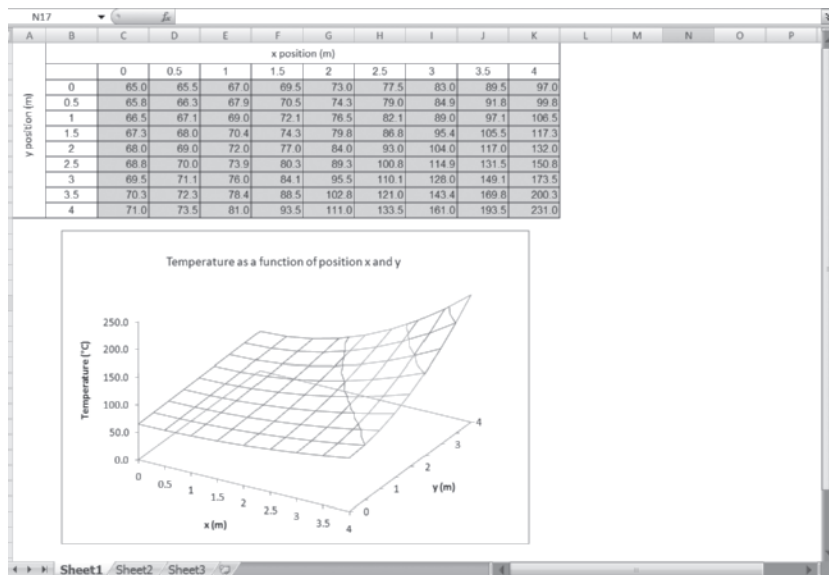 N17 fx
A B C D E F G H I J K L M N O P
x position (m)
0 0.5 1 1.5 2 2.5 3 3.5 4
y position (m)
0 65.0 65.5 67.0 69.5 73.0 77.5 83.0 89.5 97.0
0.5 65.8 66.3 67.9 70.5 74.3 79.0 84.9 91.8 99.8
1 66.5 67.1 69.0 72.1 76.5 82.1 89.0 97.1 106.5
1.5 67.3 68.0 70.4 74.3 79.8 86.8 95.4 105.5 117.3
2 68.0 69.0 72.0 77.0 84.0 93.0 104.0 117.0 132.0
2.5 68.8 70.0 73.9 80.3 89.3 100.8 114.9 131.5 150.8
3 69.5 71.1 76.0 84.1 95.5 110.1 128.0 149.1 173.5
3.5 70.3 72.3 78.4 88.5 102.8 121.0 143.4 169.8 200.3
4 71.0 73.5 81.0 93.5 111.0 133.5 161.0 193.5 231.0
Temperature as a function of position x and y
Temperature (°C)
250.0
200.0
150.0
100.0
50.0
0.0
0 0.5 1 1.5 2 2.5 3 3.5 4
x (m)
0 1 2 3 4
y (m)
Sheet1 Sheet2 Sheet3